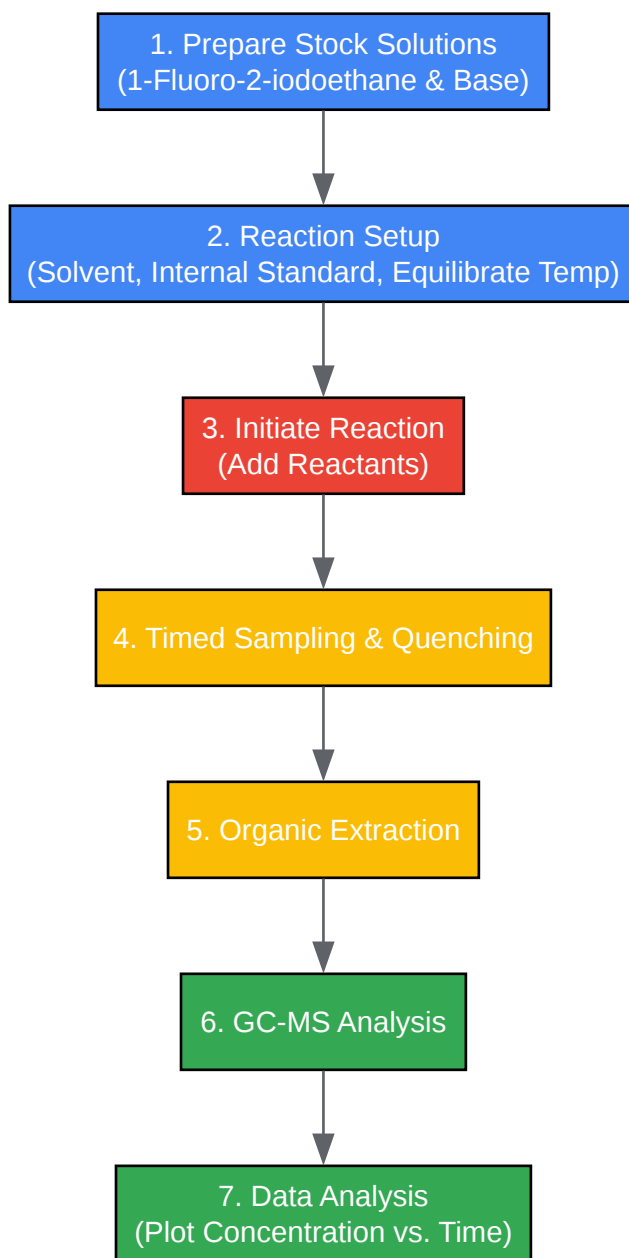 1. Prepare Stock Solutions
(1-Fluoro-2-iodoethane & Base)
2. Reaction Setup
(Solvent, Internal Standard, Equilibrate Temp)
3. Initiate Reaction
(Add Reactants)
4. Timed Sampling & Quenching
5. Organic Extraction
6. GC-MS Analysis
7. Data Analysis
(Plot Concentration vs. Time)